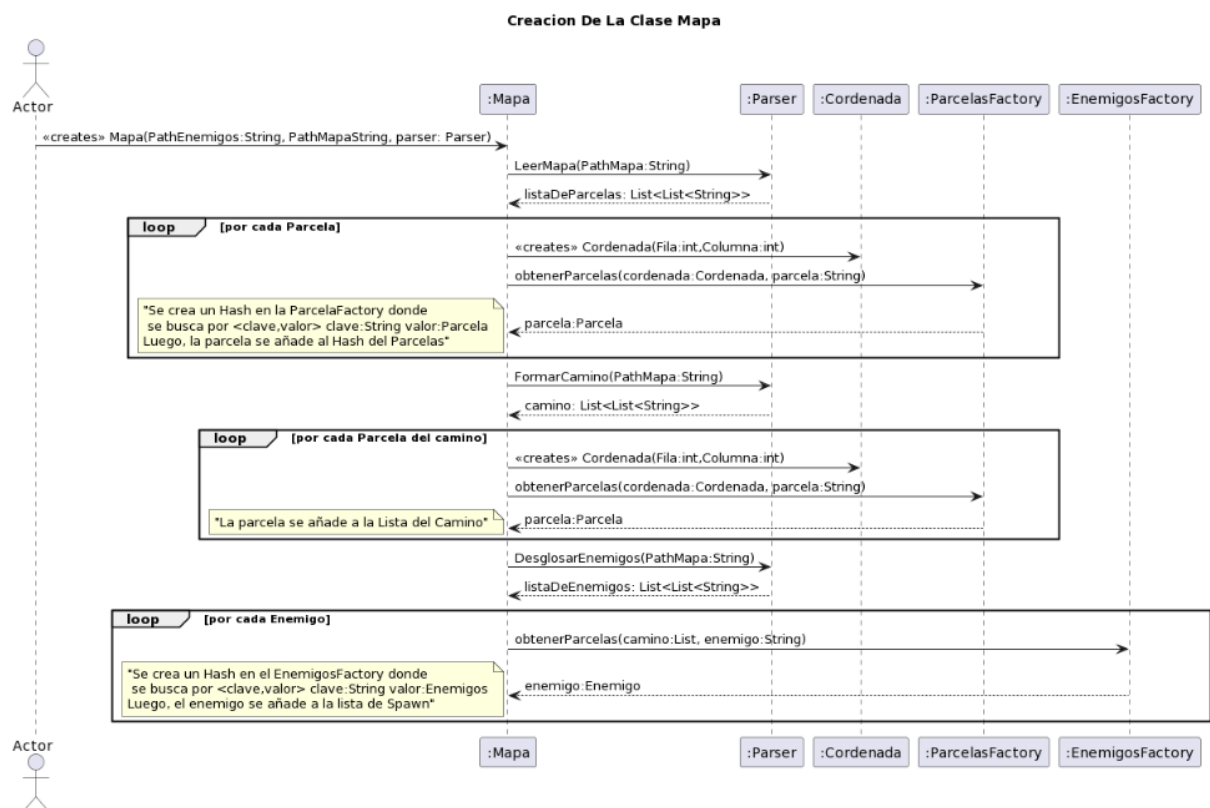 Creacion De La Clase Mapa
Actor
:Mapa
:Parser
:Cordenada
:ParcelasFactory
:EnemigosFactory
«creates» Mapa(PathEnemigos:String, PathMapaString, parser: Parser)
LeerMapa(PathMapa:String)
listaDeParcelas: List<List<String>>
loop
[por cada Parcela]
«creates» Cordenada(Fila:int,Columna:int)
obtenerParcelas(cordenada:Cordenada, parcela:String)
"Se crea un Hash en la ParcelaFactory donde
se busca por <clave,valor> clave:String valor:Parcela
Luego, la parcela se añade al Hash del Parcelas"
parcela:Parcela
FormarCamino(PathMapa:String)
camino: List<List<String>>
loop
[por cada Parcela del camino]
«creates» Cordenada(Fila:int,Columna:int)
obtenerParcelas(cordenada:Cordenada, parcela:String)
"La parcela se añade a la Lista del Camino"
parcela:Parcela
DesglosarEnemigos(PathMapa:String)
listaDeEnemigos: List<List<String>>
loop
[por cada Enemigo]
obtenerParcelas(camino:List, enemigo:String)
"Se crea un Hash en el EnemigosFactory donde
se busca por <clave,valor> clave:String valor:Enemigos
Luego, el enemigo se añade a la lista de Spawn"
enemigo:Enemigo
Actor
:Mapa
:Parser
:Cordenada
:ParcelasFactory
:EnemigosFactory